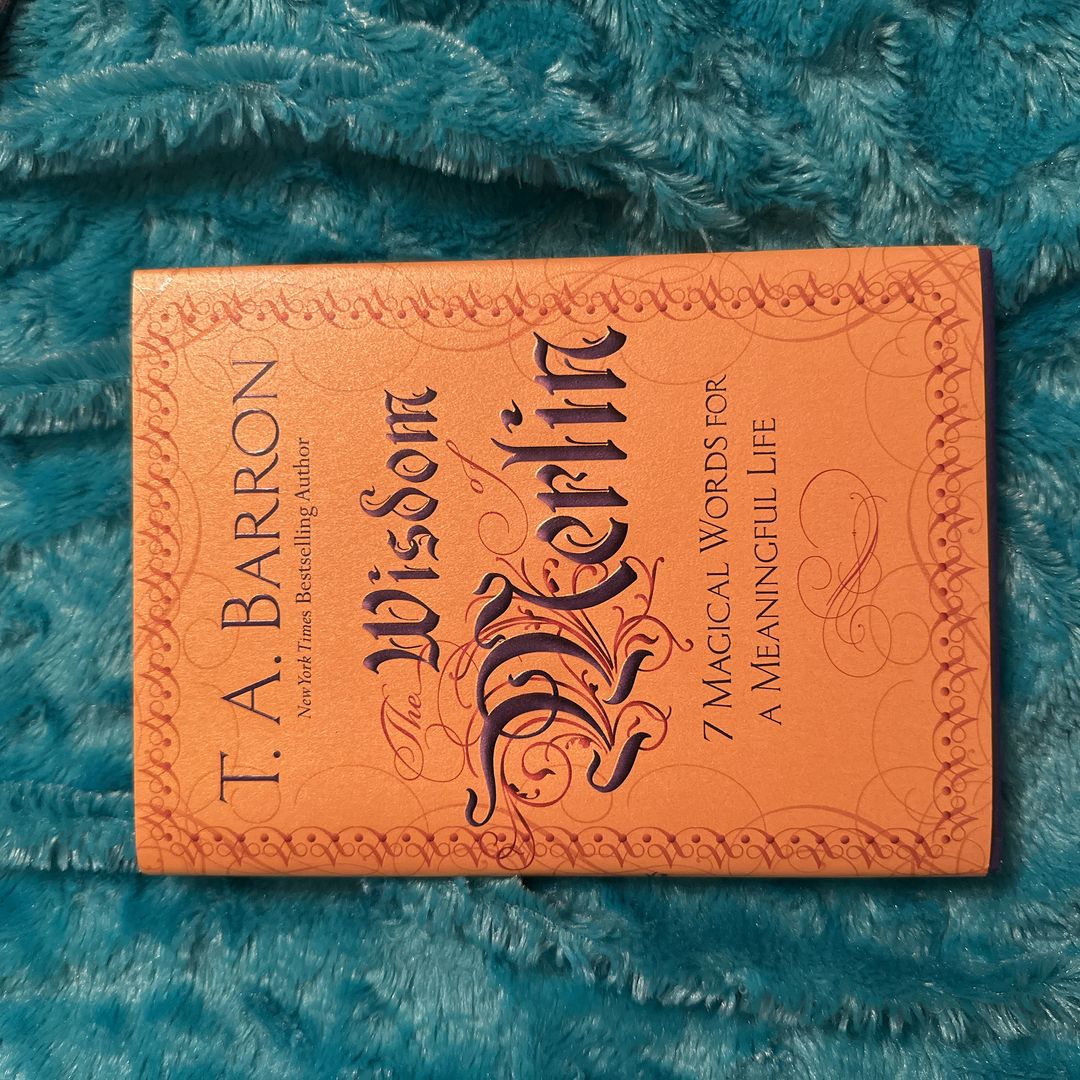 T. A. BARRON
New York Times Bestselling Author
The Wisdom
of
Merlin
7 MAGICAL WORDS FOR
A MEANINGFUL LIFE